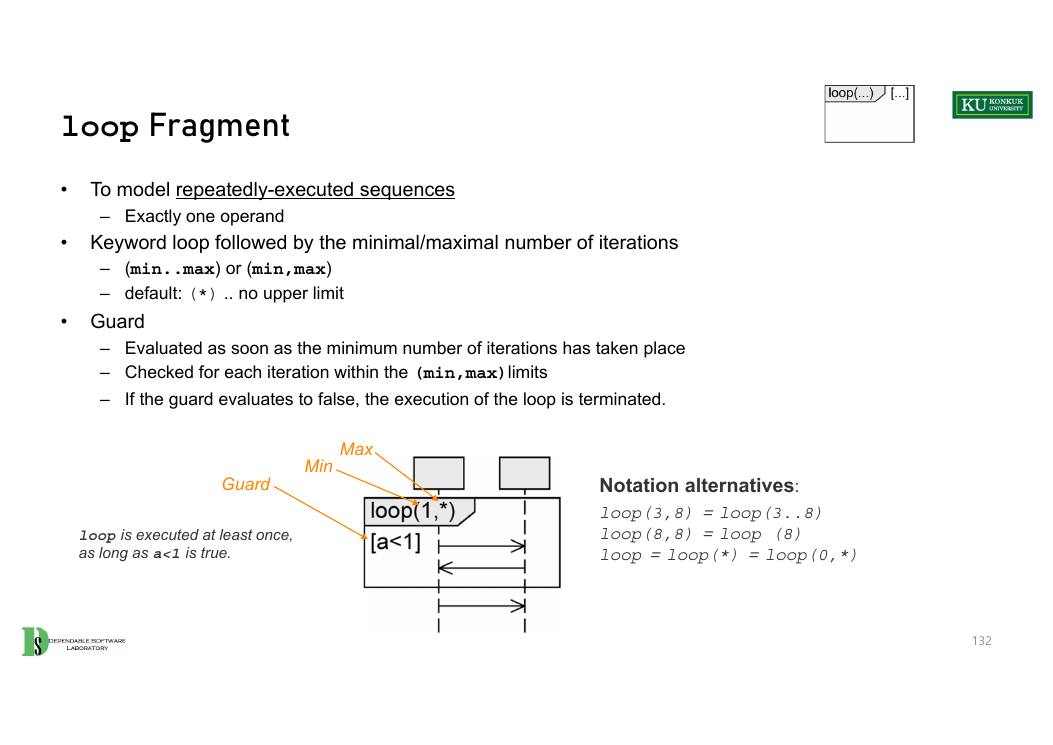 loop(...) [...]
KU KONKUK UNIVERSITY
loop Fragment
• To model repeatedly-executed sequences
– Exactly one operand
• Keyword loop followed by the minimal/maximal number of iterations
– (min..max) or (min,max)
– default: (*) .. no upper limit
• Guard
– Evaluated as soon as the minimum number of iterations has taken place
– Checked for each iteration within the (min,max)limits
– If the guard evaluates to false, the execution of the loop is terminated.
Max
Min
Guard
loop(1,*)
[a<1]
loop is executed at least once,
as long as a<1 is true.
Notation alternatives:
loop(3,8) = loop(3..8)
loop(8,8) = loop (8)
loop = loop(*) = loop(0,*)
DS DEPENDABLE SOFTWARE
LABORATORY
132